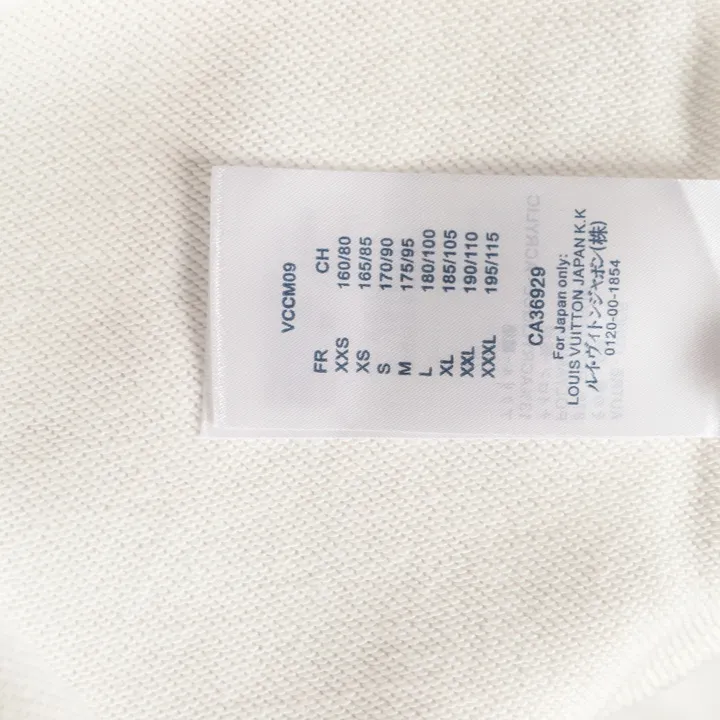 VCCM09
FR CH
XXS 160/80
XS 165/85
S 170/90
M 175/95
L 180/100
XL 185/105
XXL 190/110
XXXL 195/115
CA36929
For Japan only:
LOUIS VUITTON JAPAN K.K
ルイ・ヴィトンジャポン(株)
0120-00-1854